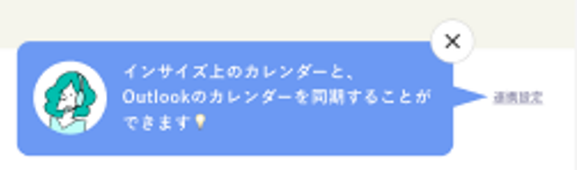 インサイズ上のカレンダーと、
Outlookのカレンダーを同期することが
できます💡
連携設定